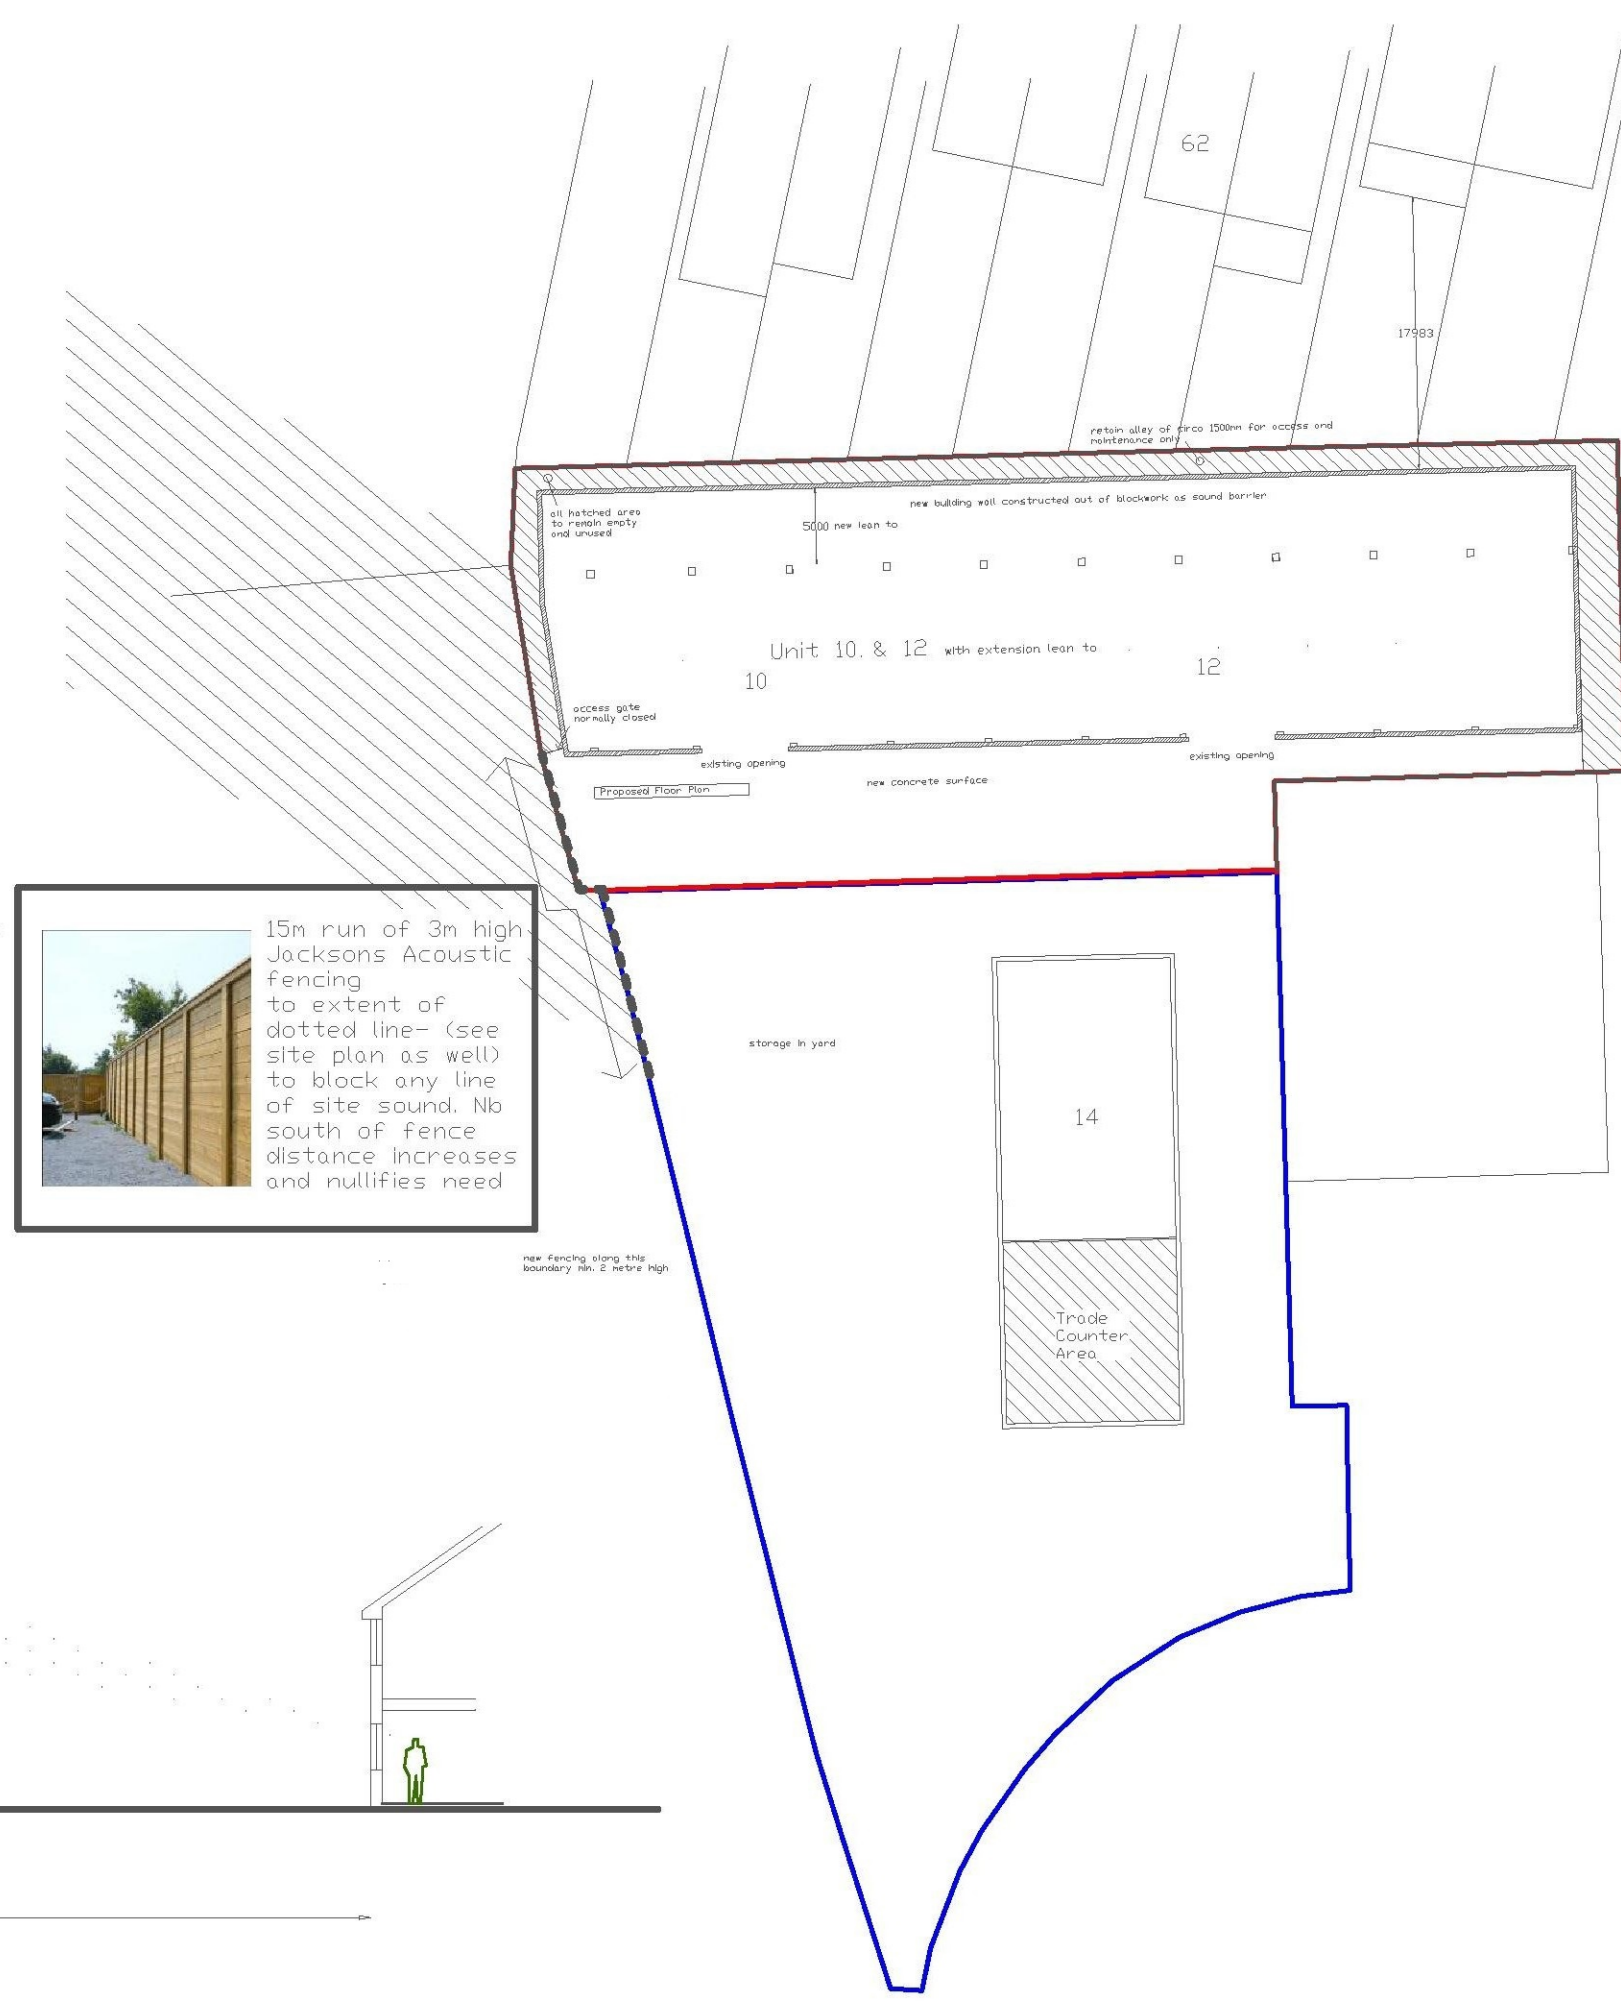 62
17983
retain alley of circa 1500mm for access and
maintenance only
new building wall constructed out of blockwork as sound barrier
all hatched area
to remain empty
and unused
5000 new lean to
Unit 10. & 12 with extension lean to
10
12
access gate
normally closed
existing opening
existing opening
new concrete surface
Proposed Floor Plan
15m run of 3m high
Jacksons Acoustic
fencing
to extent of
dotted line- (see
site plan as well)
to block any line
of site sound. Nb
south of fence
distance increases
and nullifies need
storage in yard
14
new fencing along this
boundary min. 2 metre high
Trade
Counter
Area